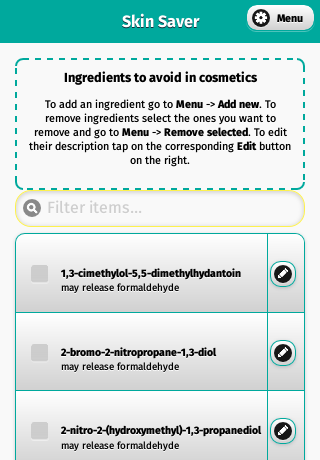 Skin Saver
Menu
Ingredients to avoid in cosmetics
To add an ingredient go to Menu -> Add new. To
remove ingredients select the ones you want to
remove and go to Menu -> Remove selected. To edit
their description tap on the corresponding Edit button
on the right.
Filter items...
1,3-cimethylol-5,5-dimethylhydantoin
may release formaldehyde
2-bromo-2-nitropropane-1,3-diol
may release formaldehyde
2-nitro-2-(hydroxymethyl)-1,3-propanediol
may release formaldehyde